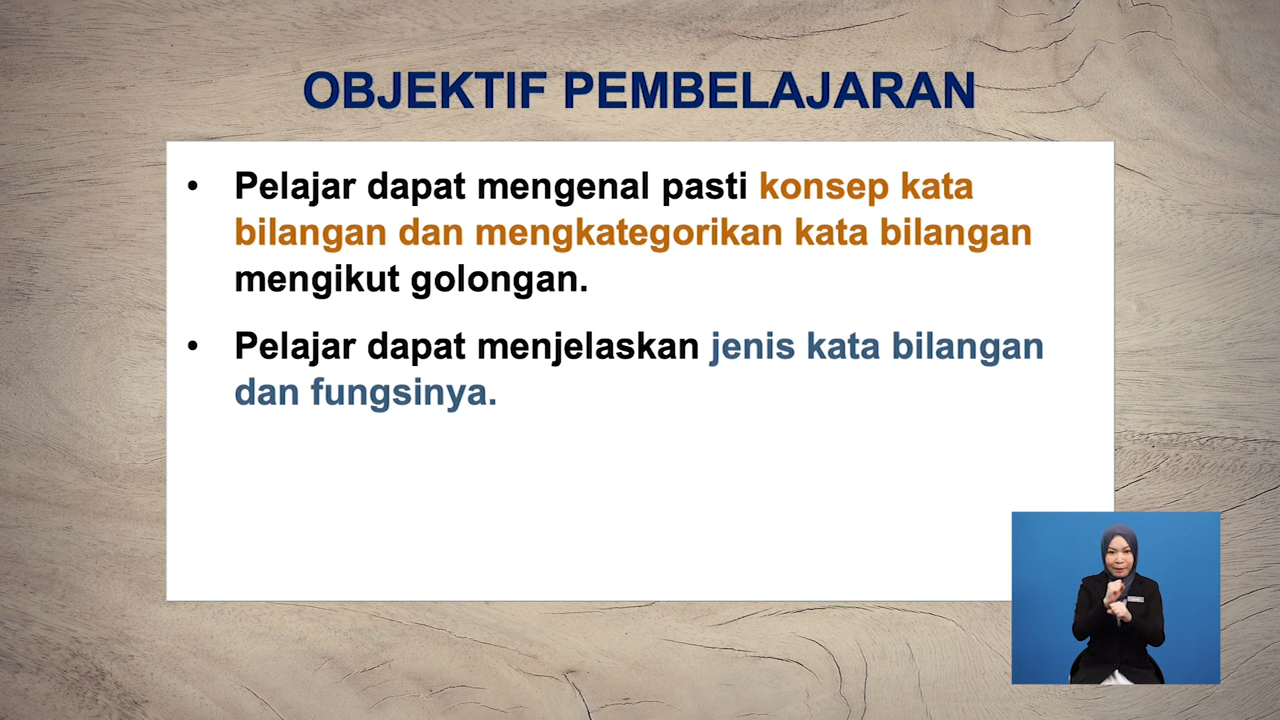 OBJEKTIF PEMBELAJARAN
• Pelajar dapat mengenal pasti konsep kata
bilangan dan mengkategorikan kata bilangan
mengikut golongan.
• Pelajar dapat menjelaskan jenis kata bilangan
dan fungsinya.